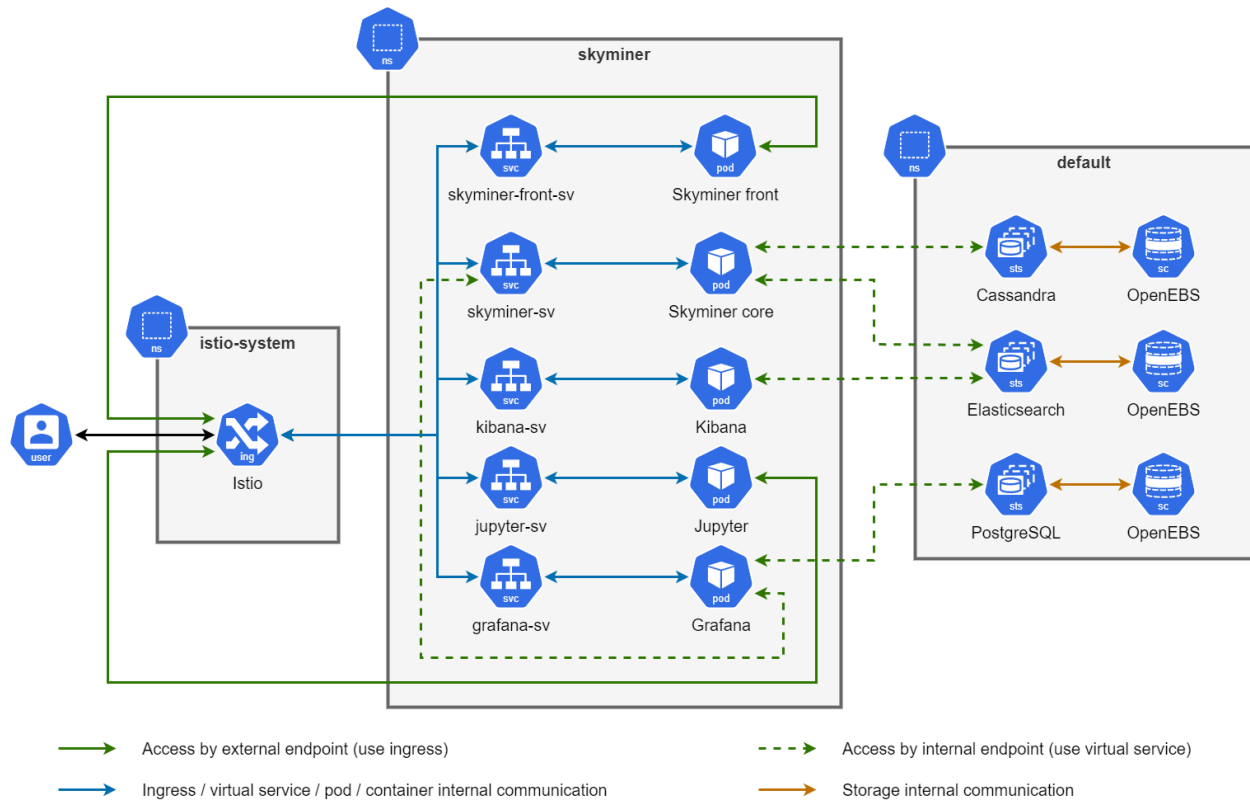 ns
skyminer
svc
pod
skyminer-front-sv
Skyminer front
ns
default
svc
pod
skyminer-sv
Skyminer core
sts
sc
Cassandra
OpenEBS
ns
istio-system
svc
pod
kibana-sv
Kibana
sts
sc
Elasticsearch
OpenEBS
user
ing
Istio
svc
pod
jupyter-sv
Jupyter
sts
sc
PostgreSQL
OpenEBS
svc
pod
grafana-sv
Grafana
Access by external endpoint (use ingress)
Access by internal endpoint (use virtual service)
Ingress / virtual service / pod / container internal communication
Storage internal communication